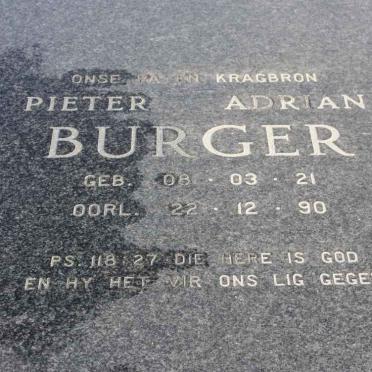 ONSE PA EN KRAGBRON
PIETER ADRIAN
BURGER
GEB. 08 · 03 · 21
OORL. 22 · 12 · 90
PS. 118:27 DIE HERE IS GOD
EN HY HET VIR ONS LIG GEGE